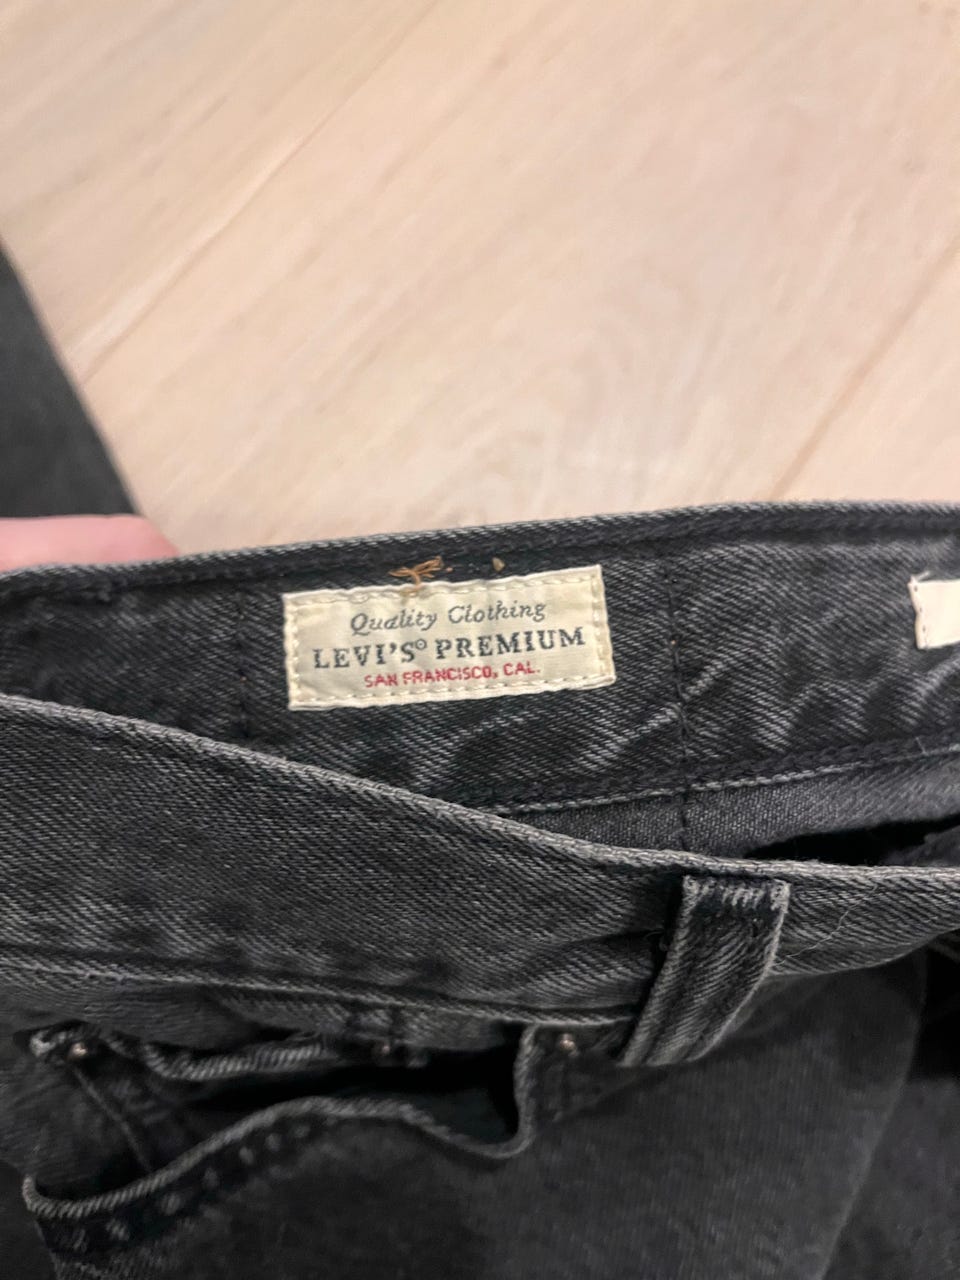 Quality Clothing
LEVI'S® PREMIUM
SAN FRANCISCO, CAL.